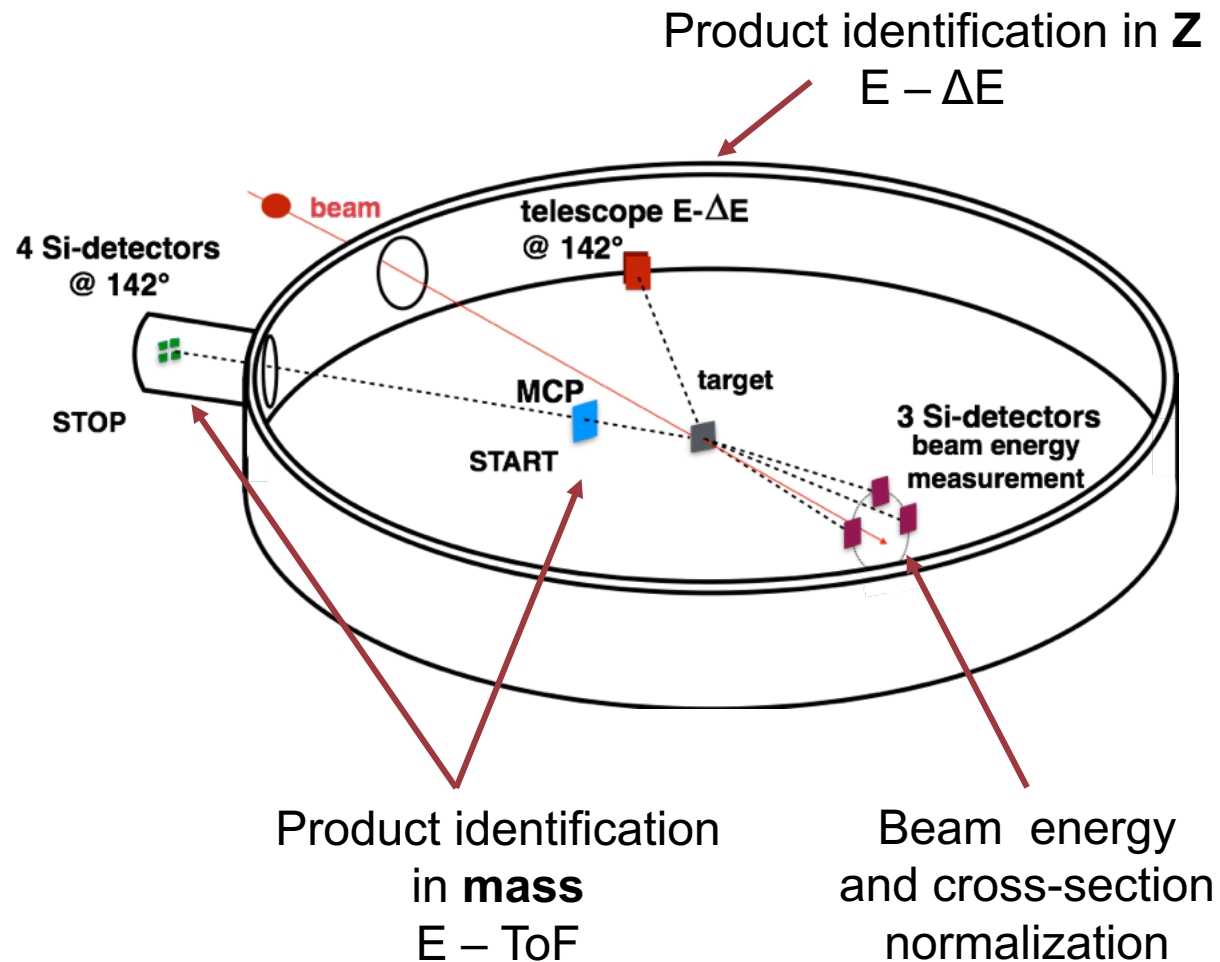 Product identification in Z
E – ΔE
beam
telescope E-ΔE
@ 142°
4 Si-detectors
@ 142°
STOP
MCP
START
target
3 Si-detectors
beam energy
measurement
Product identification
in mass
E – ToF
Beam energy
and cross-section
normalization